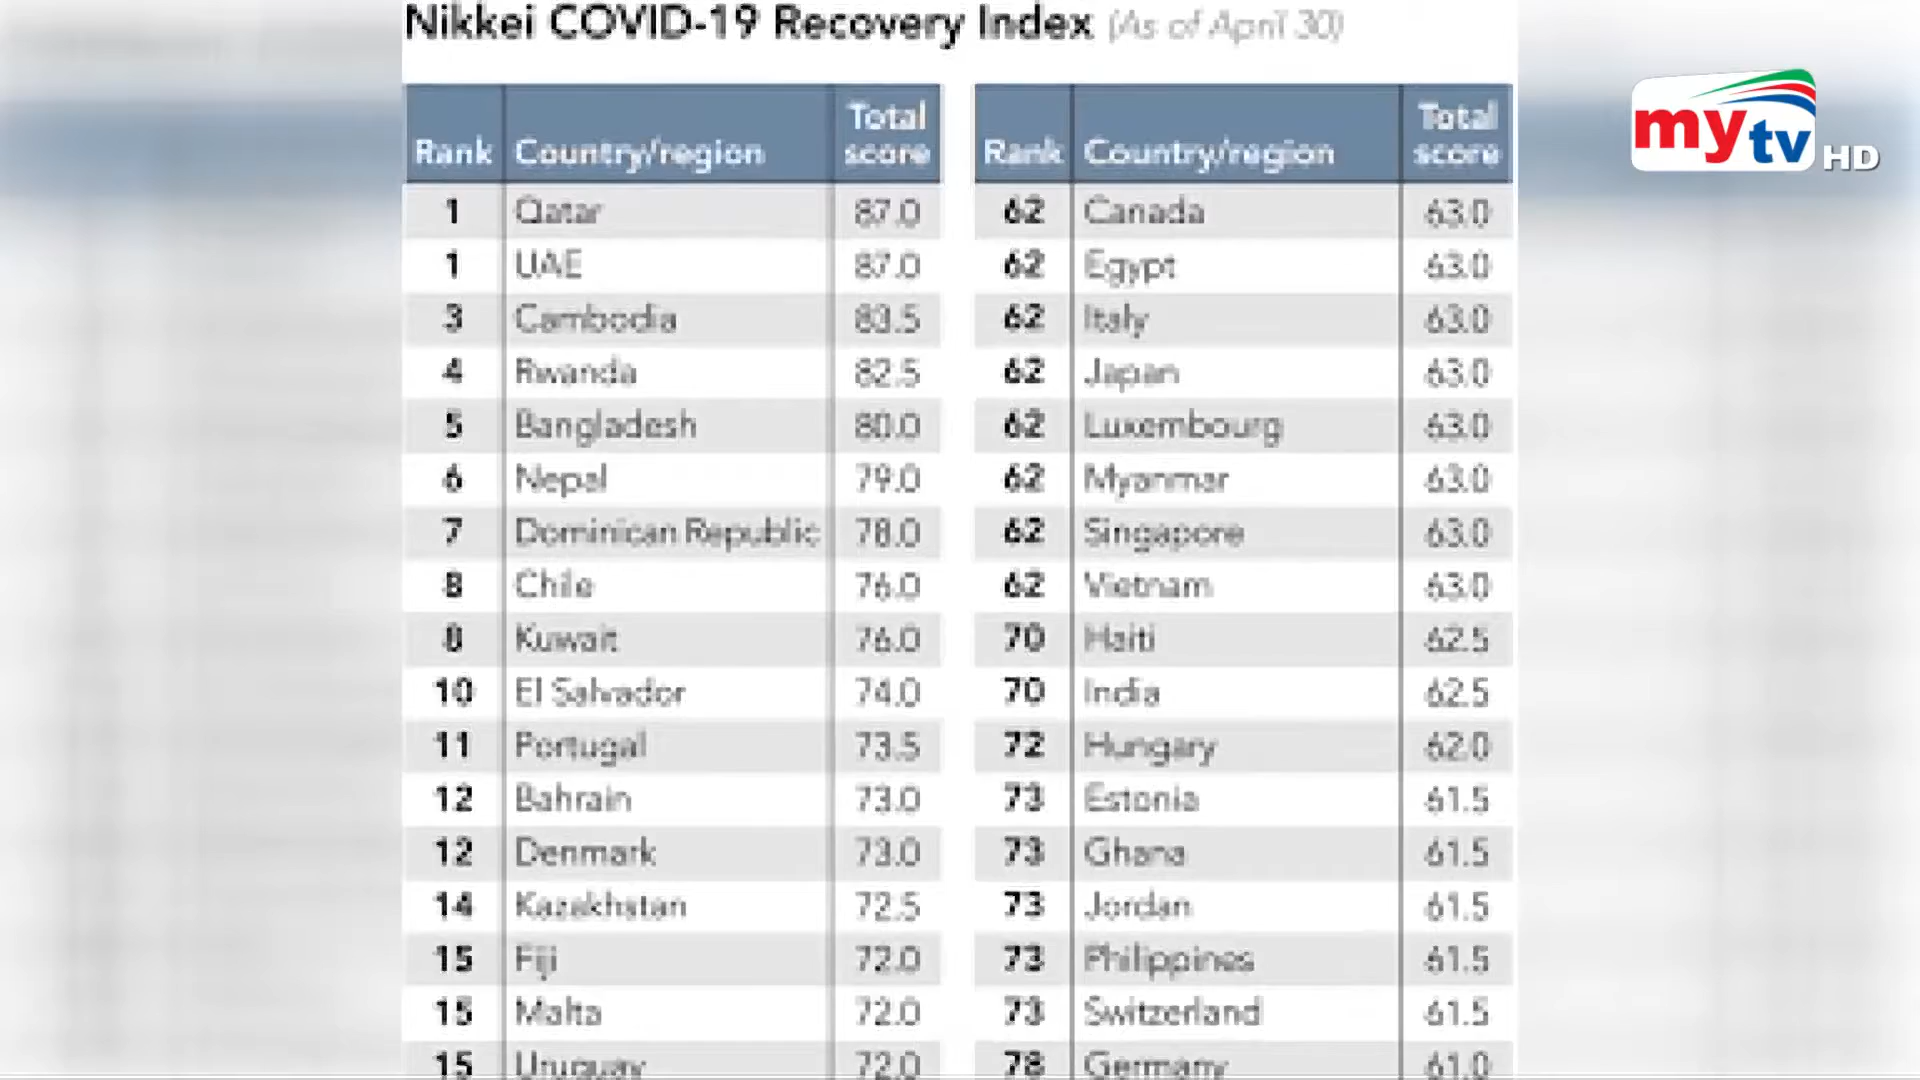 Nikkei COVID-19 Recovery Index (As of April 30)
my tv HD
Rank Country/region Total score
1 Qatar 87.0
1 UAE 87.0
3 Cambodia 83.5
4 Rwanda 82.5
5 Bangladesh 80.0
6 Nepal 79.0
7 Dominican Republic 78.0
8 Chile 76.0
8 Kuwait 76.0
10 El Salvador 74.0
11 Portugal 73.5
12 Bahrain 73.0
12 Denmark 73.0
14 Kazakhstan 72.5
15 Fiji 72.0
15 Malta 72.0
15 Uruguay 72.0
Rank Country/region Total score
62 Canada 63.0
62 Egypt 63.0
62 Italy 63.0
62 Japan 63.0
62 Luxembourg 63.0
62 Myanmar 63.0
62 Singapore 63.0
62 Vietnam 63.0
70 Haiti 62.5
70 India 62.5
72 Hungary 62.0
73 Estonia 61.5
73 Ghana 61.5
73 Jordan 61.5
73 Philippines 61.5
73 Switzerland 61.5
78 Germany 61.0